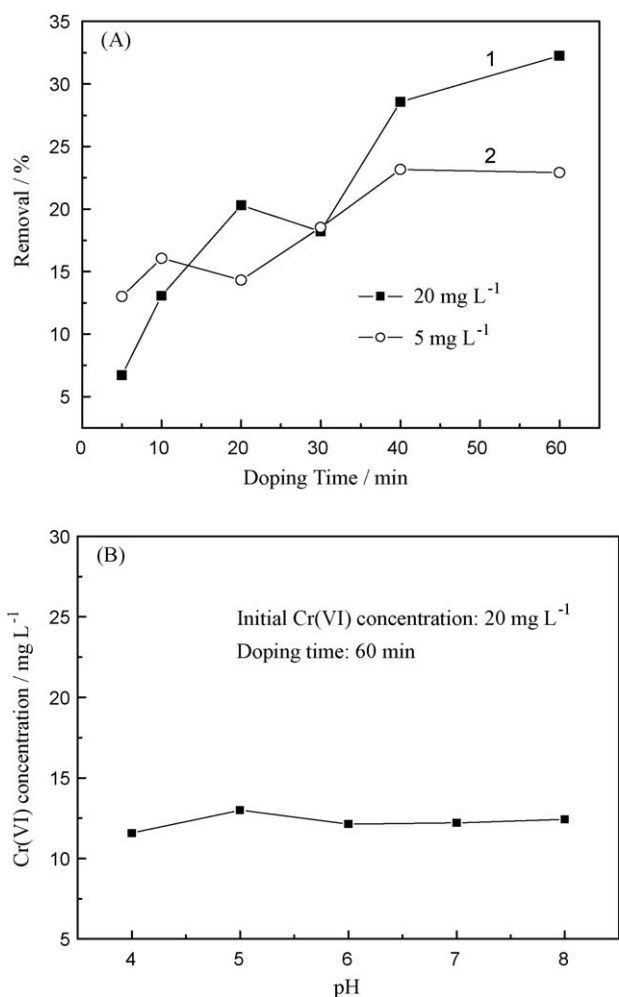 (A)
35
30
25
20
15
10
5
Removal / %
1
2
20 mg L⁻¹
5 mg L⁻¹
0 10 20 30 40 50 60
Doping Time / min
(B)
30
25
20
15
10
5
Cr(VI) concentration / mg L⁻¹
Initial Cr(VI) concentration: 20 mg L⁻¹
Doping time: 60 min
4 5 6 7 8
pH